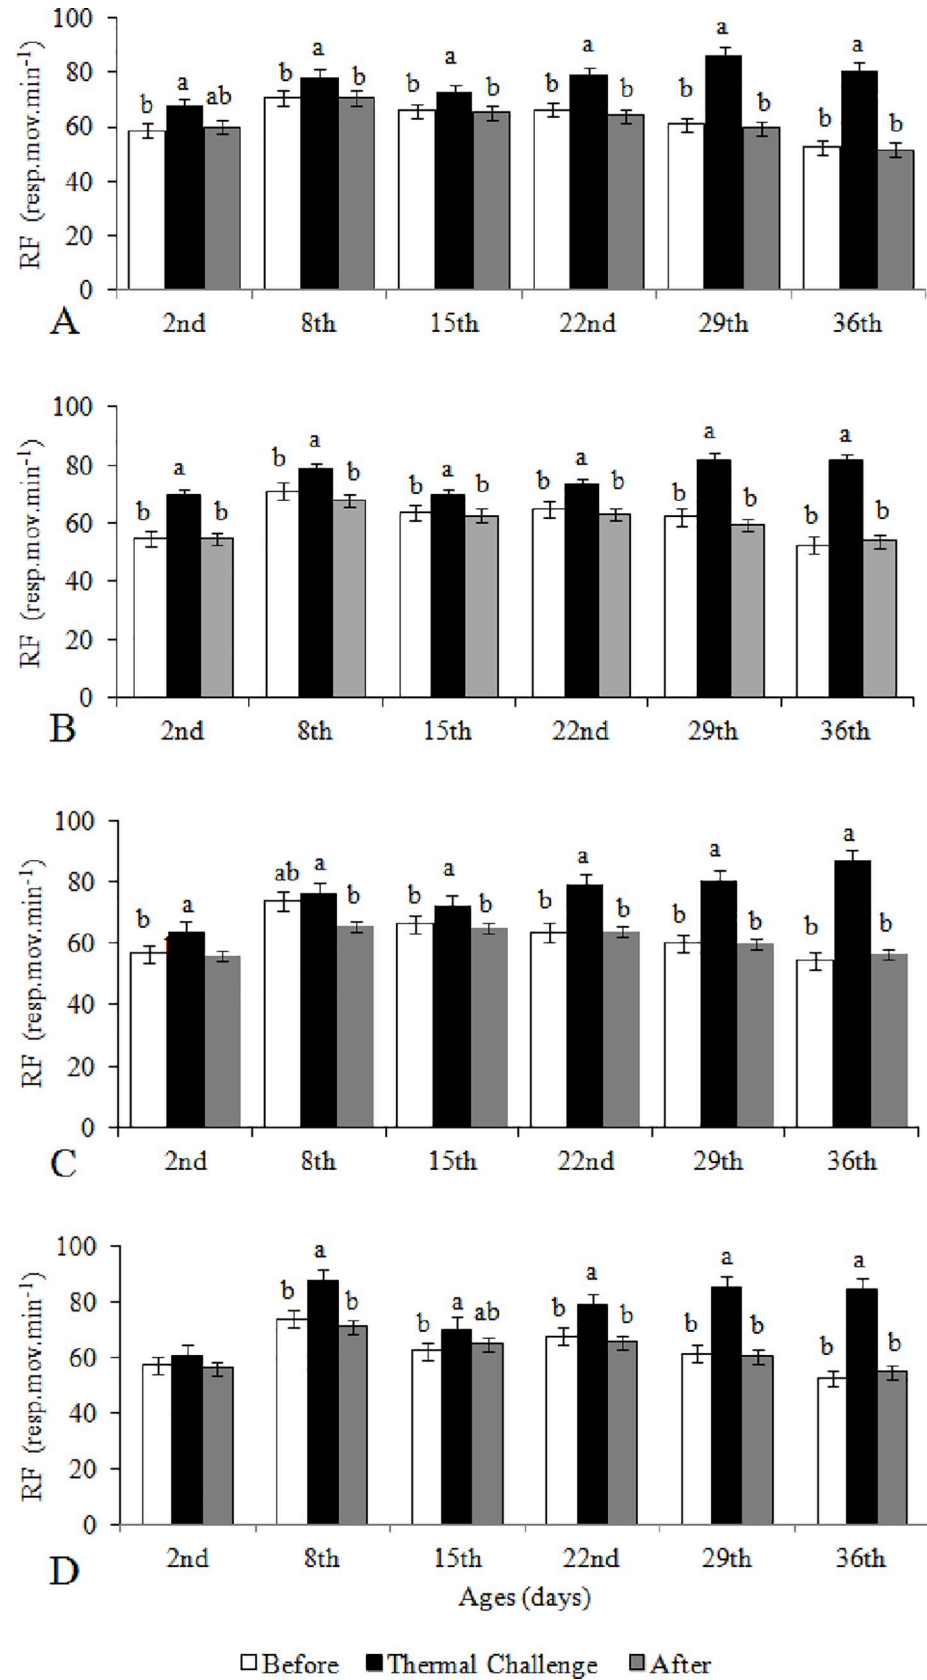 RF (resp.mov.min-1)
100
80
60
40
20
0
b a ab
b a b
b a b
b a b
b a b
b a b
A
2nd 8th 15th 22nd 29th 36th
RF (resp.mov.min-1)
100
80
60
40
20
0
b a b
b a b
b a b
b a b
b a b
b a b
B
2nd 8th 15th 22nd 29th 36th
RF (resp.mov.min-1)
100
80
60
40
20
0
b a
ab a b
b a b
b a b
b a b
b a b
C
2nd 8th 15th 22nd 29th 36th
RF (resp.mov.min-1)
100
80
60
40
20
0
b a b
b a ab
b a b
b a b
b a b
D
2nd 8th 15th 22nd 29th 36th
Ages (days)
Before Thermal Challenge After